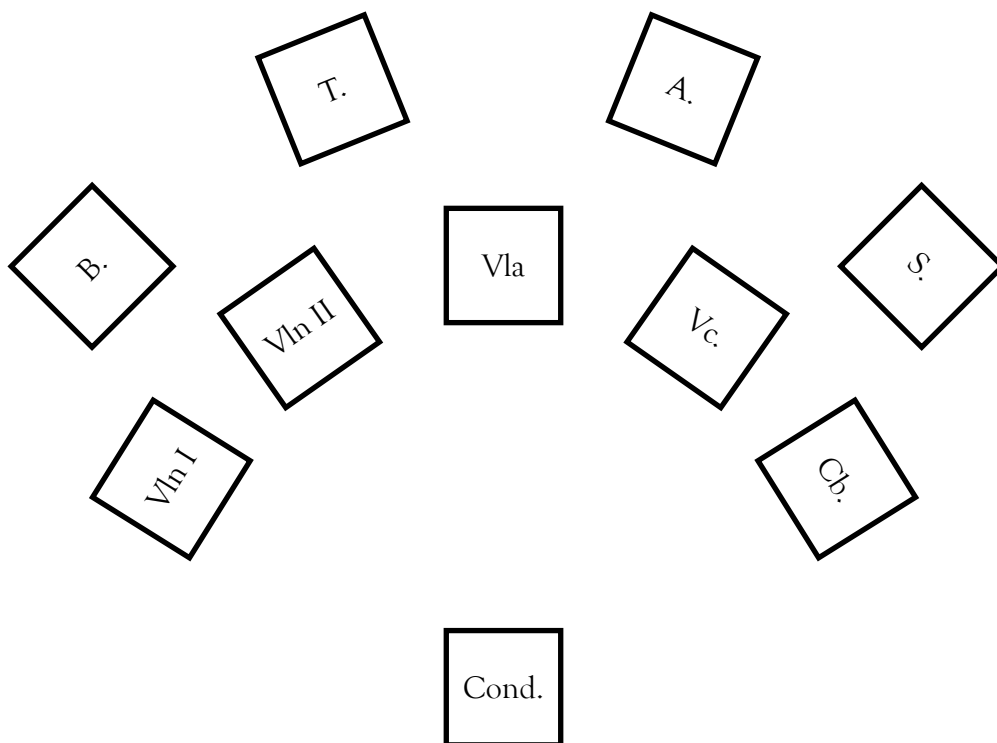 T.
A.
B.
Vln II
Vla
Vc.
S.
Vln I
Cb.
Cond.